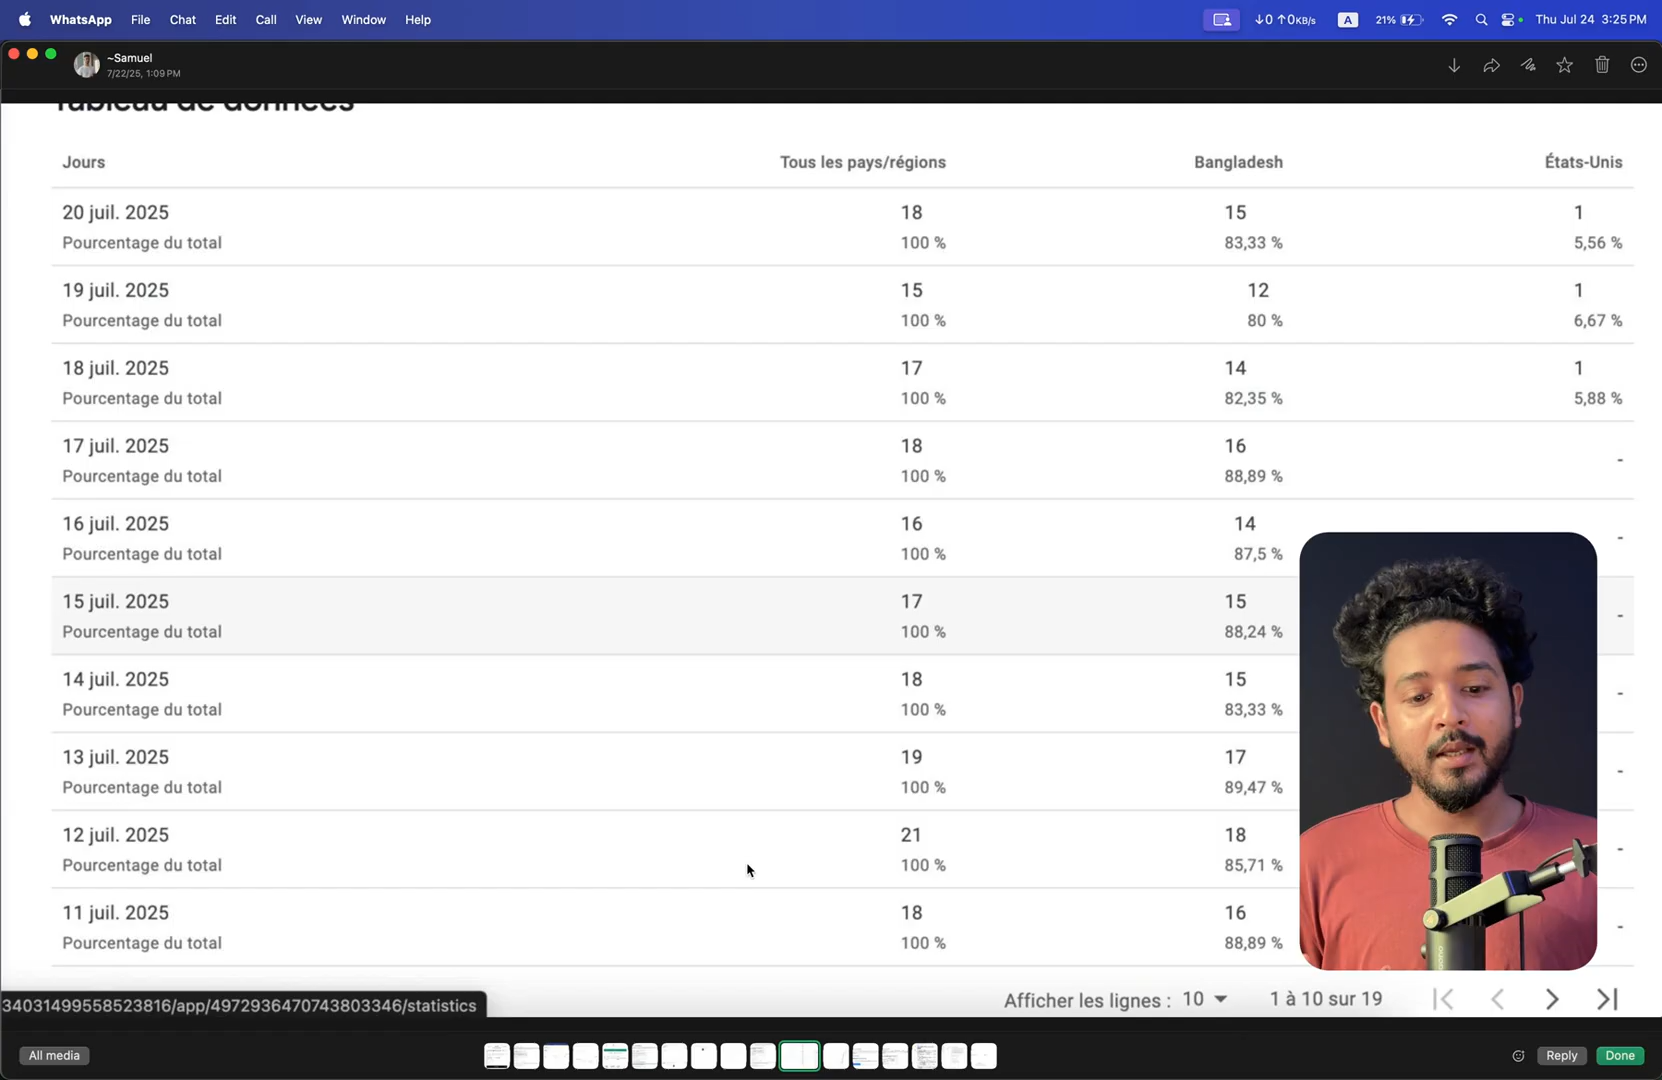 WhatsApp File Chat Edit Call View Window Help ↓0 ↑0KB/s A 21% Thu Jul 24 3:25 PM
~Samuel
7/22/25, 1:09 PM
Tableau de données
Jours Tous les pays/régions Bangladesh États-Unis
20 juil. 2025 18 15 1
Pourcentage du total 100 % 83,33 % 5,56 %
19 juil. 2025 15 12 1
Pourcentage du total 100 % 80 % 6,67 %
18 juil. 2025 17 14 1
Pourcentage du total 100 % 82,35 % 5,88 %
17 juil. 2025 18 16 -
Pourcentage du total 100 % 88,89 %
16 juil. 2025 16 14 -
Pourcentage du total 100 % 87,5 %
15 juil. 2025 17 15 -
Pourcentage du total 100 % 88,24 %
14 juil. 2025 18 15 -
Pourcentage du total 100 % 83,33 %
13 juil. 2025 19 17 -
Pourcentage du total 100 % 89,47 %
12 juil. 2025 21 18 -
Pourcentage du total 100 % 85,71 %
11 juil. 2025 18 16 -
Pourcentage du total 100 % 88,89 %
34031499558523816/app/4972936470743803346/statistics Afficher les lignes : 10 1 à 10 sur 19
All media Reply Done